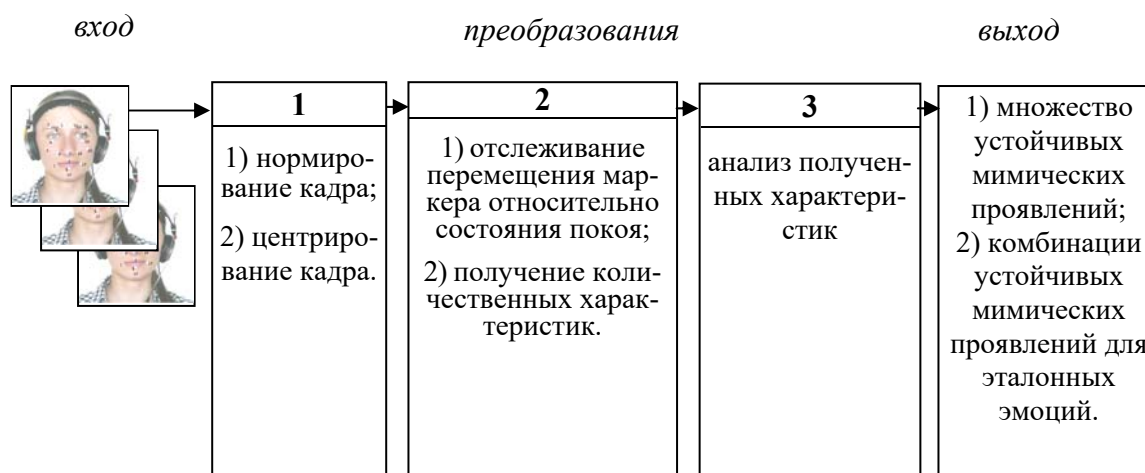 вход
преобразования
выход
1
1) нормиро-
вание кадра;
2) центриро-
вание кадра.
2
1) отслеживание
перемещения мар-
кера относительно
состояния покоя;
2) получение коли-
чественных харак-
теристик.
3
анализ получен-
ных характери-
стик
1) множество
устойчивых
мимических
проявлений;
2) комбинации
устойчивых
мимических
проявлений для
эталонных
эмоций.